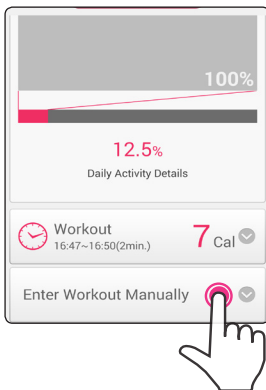 100%
12.5%
Daily Activity Details
Workout
16:47~16:50(2min.)
7 Cal
Enter Workout Manually